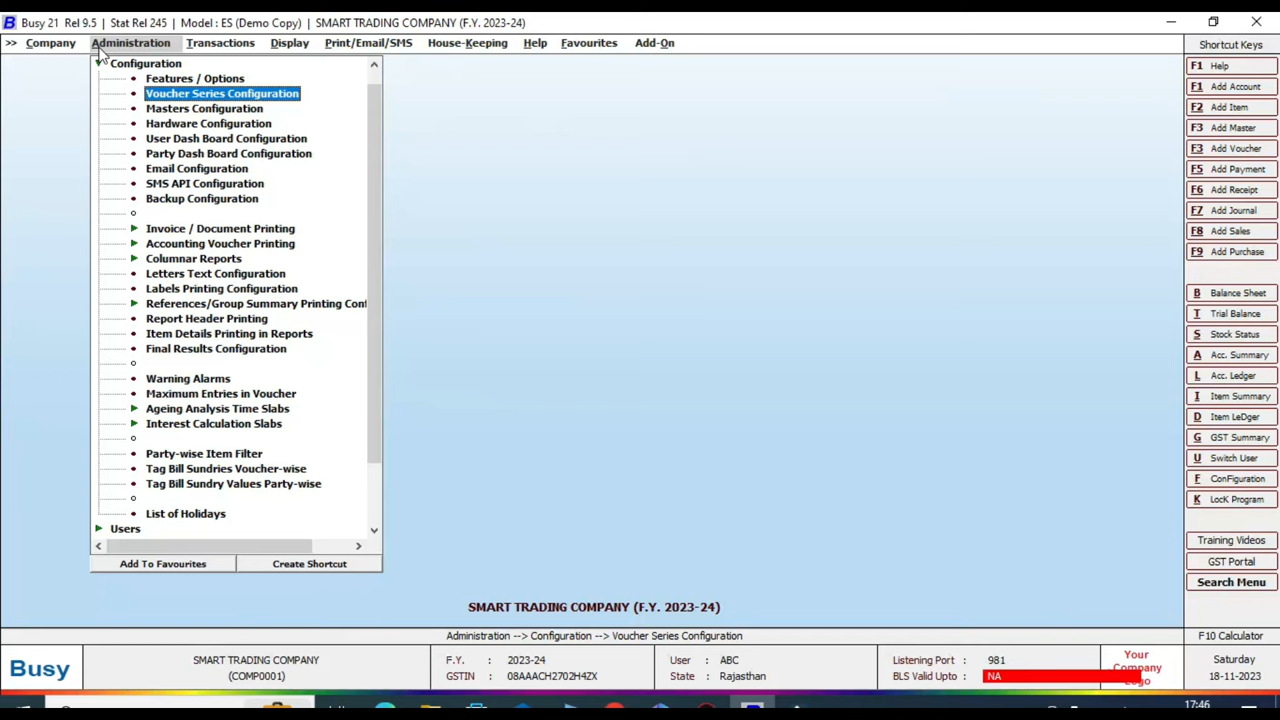 B Busy 21 Rel 9.5 | Stat Rel 245 | Model : ES (Demo Copy) | SMART TRADING COMPANY (F.Y. 2023-24)
>> Company Administration Transactions Display Print/Email/SMS House-Keeping Help Favourites Add-On
Configuration
Features / Options
Voucher Series Configuration
Masters Configuration
Hardware Configuration
User Dash Board Configuration
Party Dash Board Configuration
Email Configuration
SMS API Configuration
Backup Configuration
Invoice / Document Printing
Accounting Voucher Printing
Columnar Reports
Letters Text Configuration
Labels Printing Configuration
References/Group Summary Printing Conf
Report Header Printing
Item Details Printing in Reports
Final Results Configuration
Warning Alarms
Maximum Entries in Voucher
Ageing Analysis Time Slabs
Interest Calculation Slabs
Party-wise Item Filter
Tag Bill Sundries Voucher-wise
Tag Bill Sundry Values Party-wise
List of Holidays
Users
Add To Favourites Create Shortcut
Shortcut Keys
F1 Help
F1 Add Account
F2 Add Item
F3 Add Master
F3 Add Voucher
F5 Add Payment
F6 Add Receipt
F7 Add Journal
F8 Add Sales
F9 Add Purchase
B Balance Sheet
T Trial Balance
S Stock Status
A Acc. Summary
L Acc. Ledger
I Item Summary
D Item LeDger
G GST Summary
U Switch User
F ConFiguration
K LocK Program
Training Videos
GST Portal
Search Menu
SMART TRADING COMPANY (F.Y. 2023-24)
Administration --> Configuration --> Voucher Series Configuration
F10 Calculator
Busy
SMART TRADING COMPANY
(COMP0001)
F.Y. : 2023-24
GSTIN : 08AAACH2702H4ZX
User : ABC
State : Rajasthan
Listening Port : 981
BLS Valid Upto : NA
Your
Company
Logo
Saturday
18-11-2023
17:46